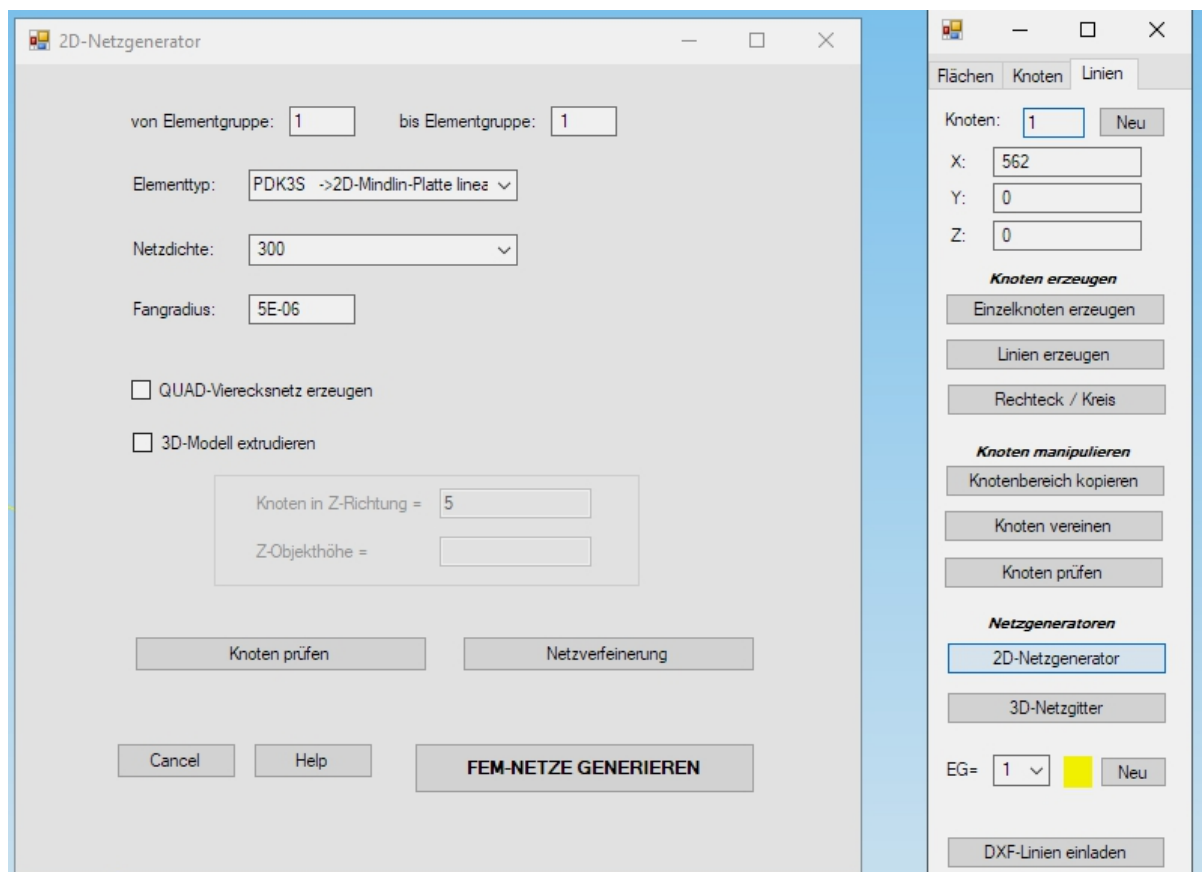 2D-Netzgenerator
von Elementgruppe: 1 bis Elementgruppe: 1
Elementtyp: PDK3S ->2D-Mindlin-Platte linea
Netzdichte: 300
Fangradius: 5E-06
QUAD-Vierecksnetz erzeugen
3D-Modell extrudieren
Knoten in Z-Richtung = 5
Z-Objekthöhe =
Knoten prüfen Netzverfeinerung
Cancel Help FEM-NETZE GENERIEREN
Flächen Knoten Linien
Knoten: 1 Neu
X: 562
Y: 0
Z: 0
Knoten erzeugen
Einzelknoten erzeugen
Linien erzeugen
Rechteck / Kreis
Knoten manipulieren
Knotenbereich kopieren
Knoten vereinen
Knoten prüfen
Netzgeneratoren
2D-Netzgenerator
3D-Netzgitter
EG= 1 Neu
DXF-Linien einladen